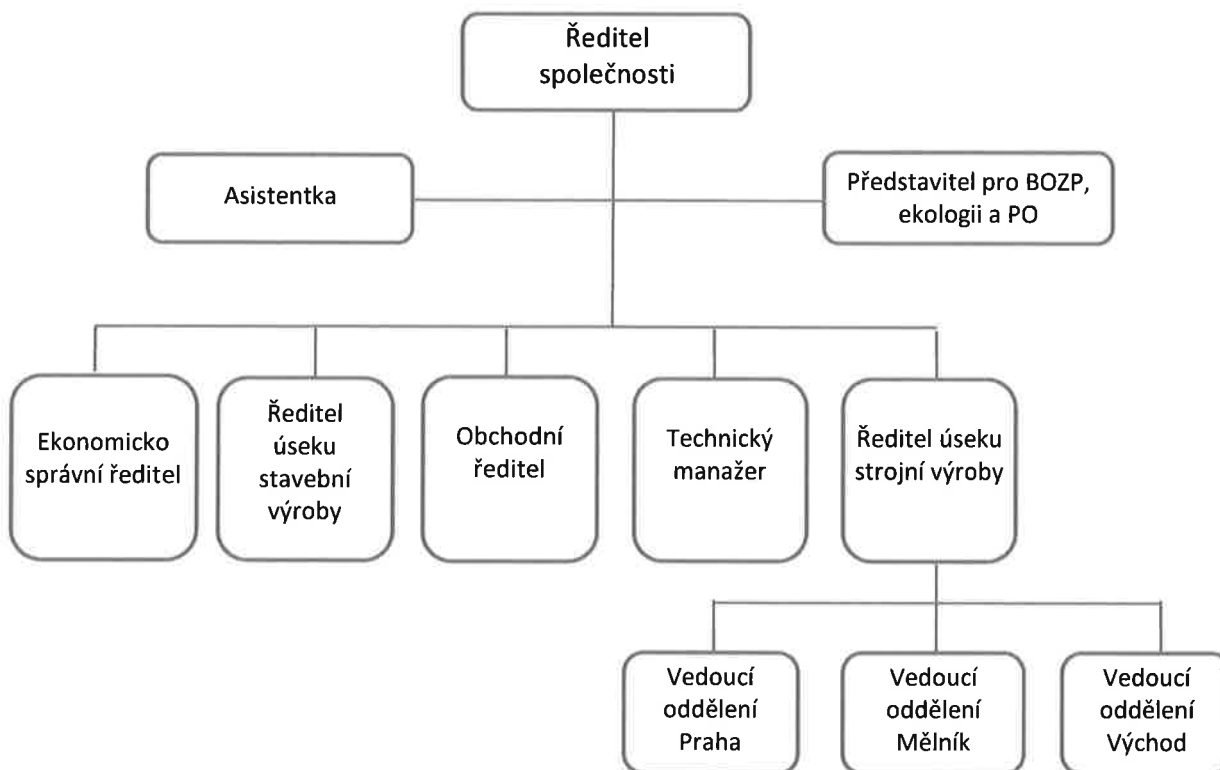 Ředitel
společnosti
Asistentka
Představitel pro BOZP,
ekologii a PO
Ekonomicko
správní ředitel
Ředitel
úseku
stavební
výroby
Obchodní
ředitel
Technický
manažer
Ředitel úseku
strojní výroby
Vedoucí
oddělení
Praha
Vedoucí
oddělení
Mělník
Vedoucí
oddělení
Východ